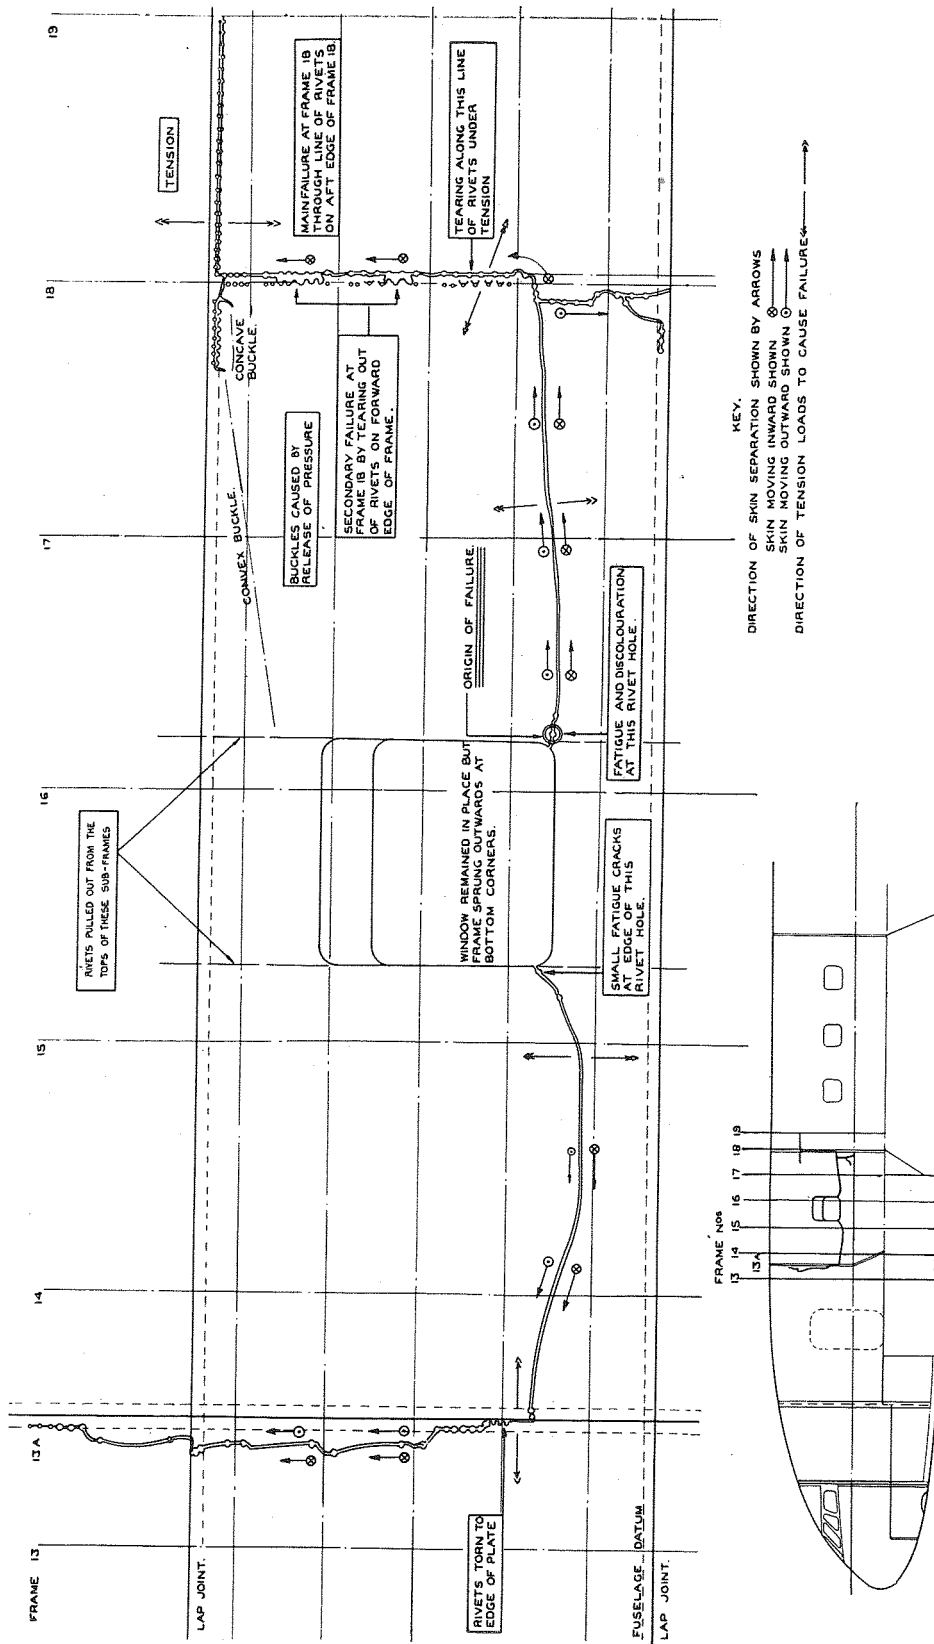 FRAME 13
13A
14
15
16
17
18
19
LAP JOINT.
RIVETS PULLED OUT FROM THE
TOPS OF THESE SUB-FRAMES
TENSION
CONVEX BUCKLE.
CONCAVE
BUCKLE.
BUCKLES CAUSED BY
RELEASE OF PRESSURE
MAIN FAILURE AT FRAME 18
THROUGH LINE OF RIVETS
ON AFT EDGE OF FRAME 18.
SECONDARY FAILURE AT
FRAME 18 BY TEARING OUT
OF RIVETS ON FORWARD
EDGE OF FRAME.
TEARING ALONG THIS LINE
OF RIVETS UNDER
TENSION
WINDOW REMAINED IN PLACE BUT
FRAME SPRUNG OUTWARDS AT
BOTTOM CORNERS.
ORIGIN OF FAILURE.
RIVETS TORN TO
EDGE OF PLATE
SMALL FATIGUE CRACKS
AT EDGE OF THIS
RIVET HOLE.
FATIGUE AND DISCOLOURATION
AT THIS RIVET HOLE.
FUSELAGE DATUM
LAP JOINT.
KEY.
DIRECTION OF SKIN SEPARATION SHOWN BY ARROWS
SKIN MOVING INWARD SHOWN
SKIN MOVING OUTWARD SHOWN
DIRECTION OF TENSION LOADS TO CAUSE FAILURE
FRAME Nos
13
13A
14
15
16
17
18
19